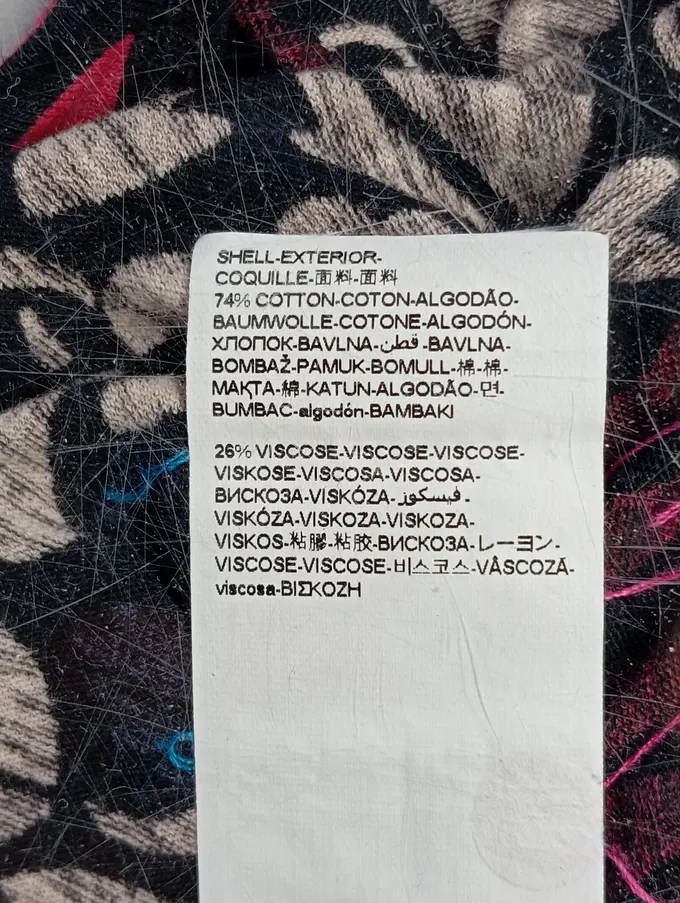 SHELL-EXTERIOR-
COQUILLE-面料-面料
74% COTTON-COTON-ALGODÃO-
BAUMWOLLE-COTONE-ALGODÓN-
ХЛОПОК-BAVLNA-قطن-BAVLNA-
BOMBAŽ-PAMUK-BOMULL-棉-棉-
МАҚТА-綿-KATUN-ALGODÃO-면-
BUMBAC-algodón-BAMBAKI
26% VISCOSE-VISCOSE-VISCOSE-
VISKOSE-VISCOSA-VISCOSA-
ВИСКОЗА-VISKÓZA-فيسكوز-
VISKÓZA-VISKOZA-VISKOZA-
VISKOS-粘膠-粘胶-ВИСКОЗА-レーヨン-
VISCOSE-VISCOSE-비스코스-VÂSCOZĂ-
viscosa-ΒΙΣΚΟΖΗ